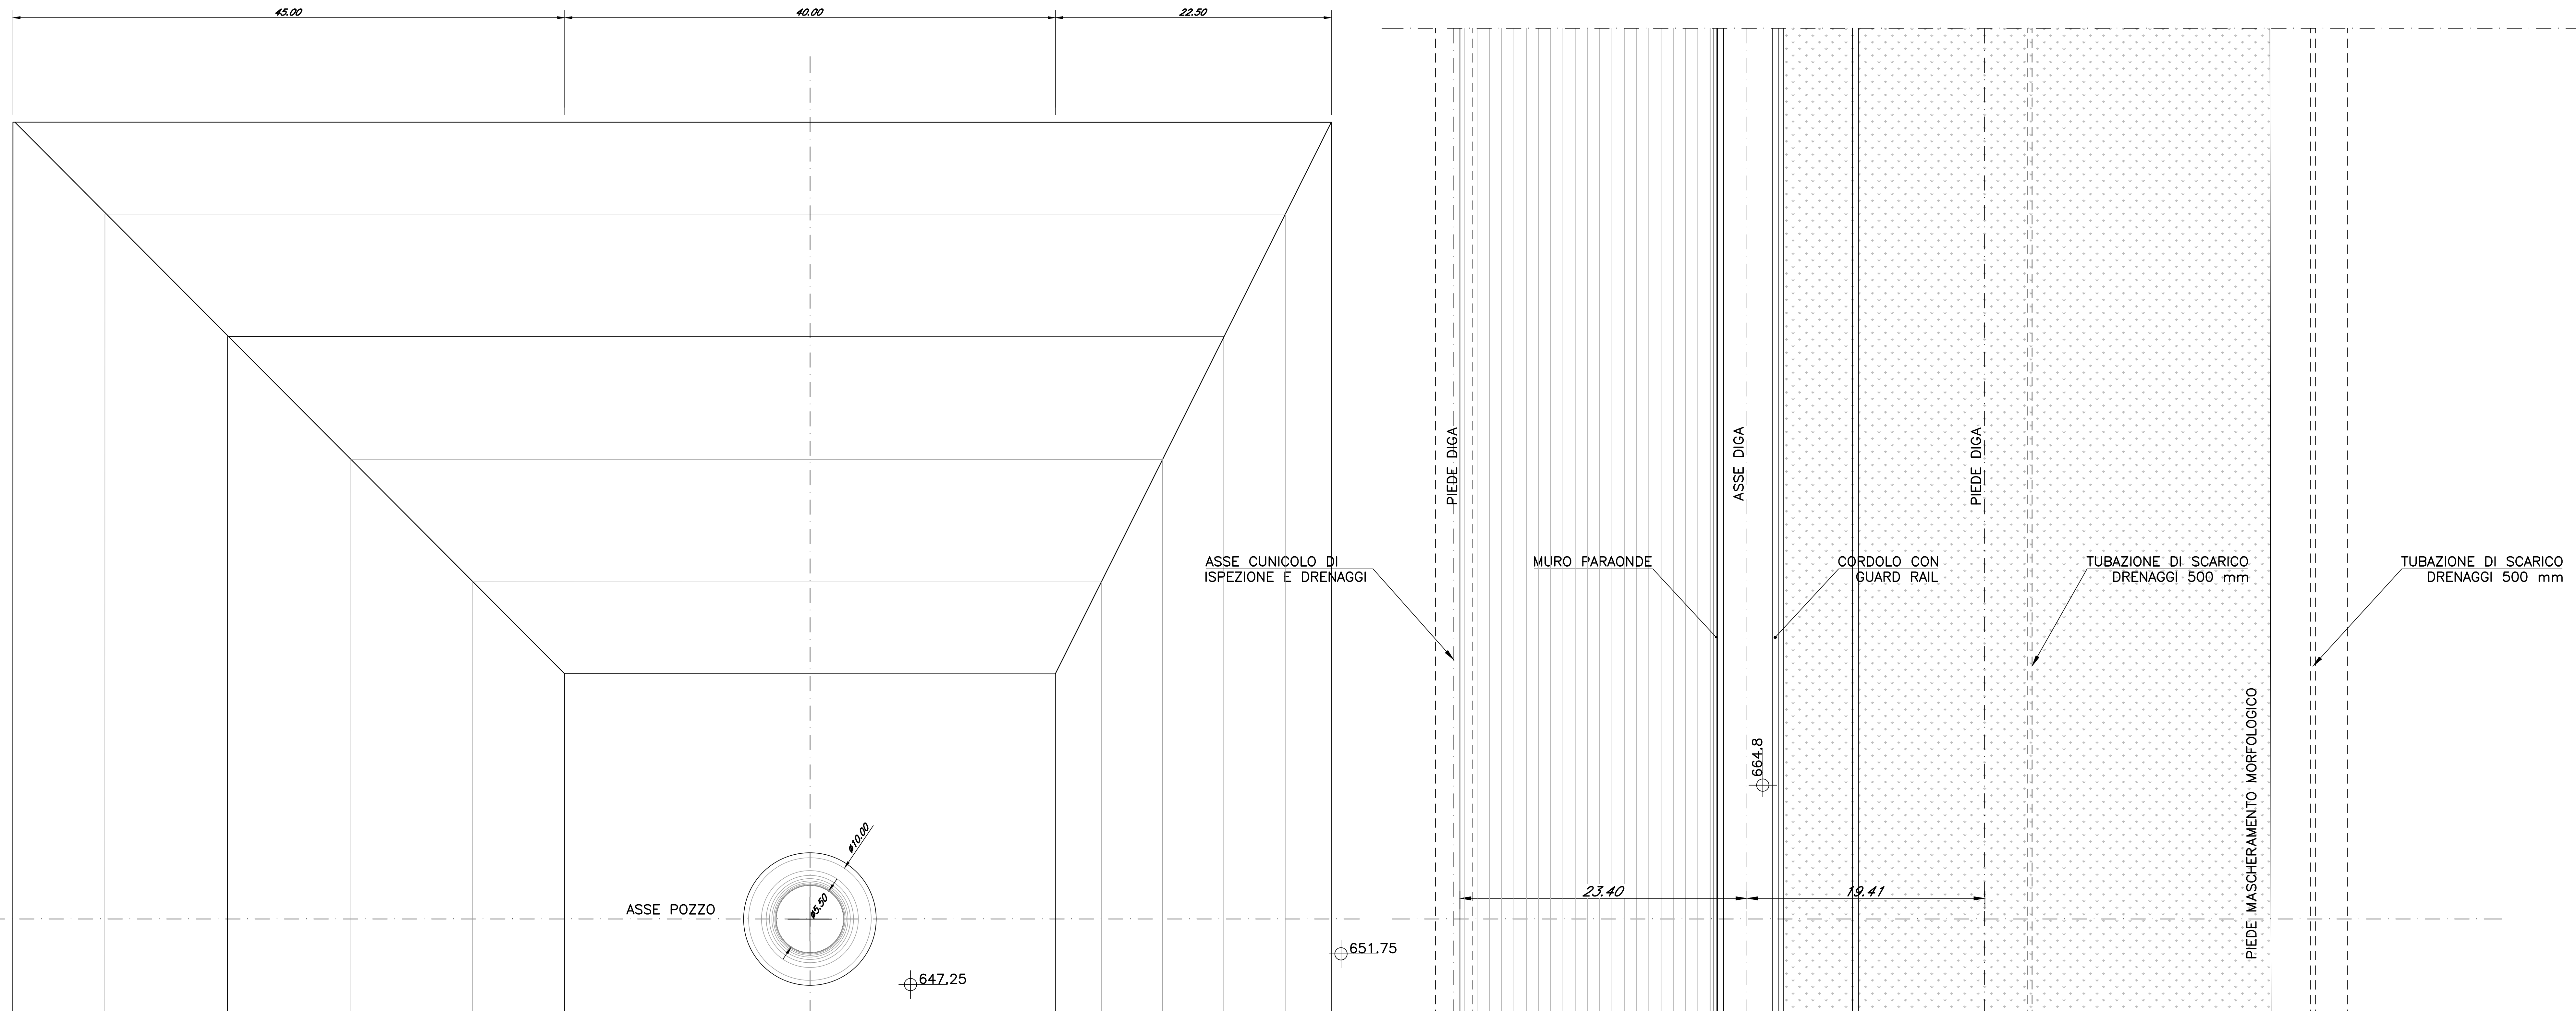 45.00
40.00
22.50
PIEDE DIGA
ASSE DIGA
PIEDE DIGA
ASSE CUNICOLO DI
ISPEZIONE E DRENAGGI
MURO PARAONDE
CORDOLO CON
GUARD RAIL
TUBAZIONE DI SCARICO
DRENAGGI 500 mm
TUBAZIONE DI SCARICO
DRENAGGI 500 mm
PIEDE MASCHERAMENTO MORFOLOGICO
664.8
ø10.00
ø5.50
23.40
19.41
ASSE POZZO
651.75
647.25